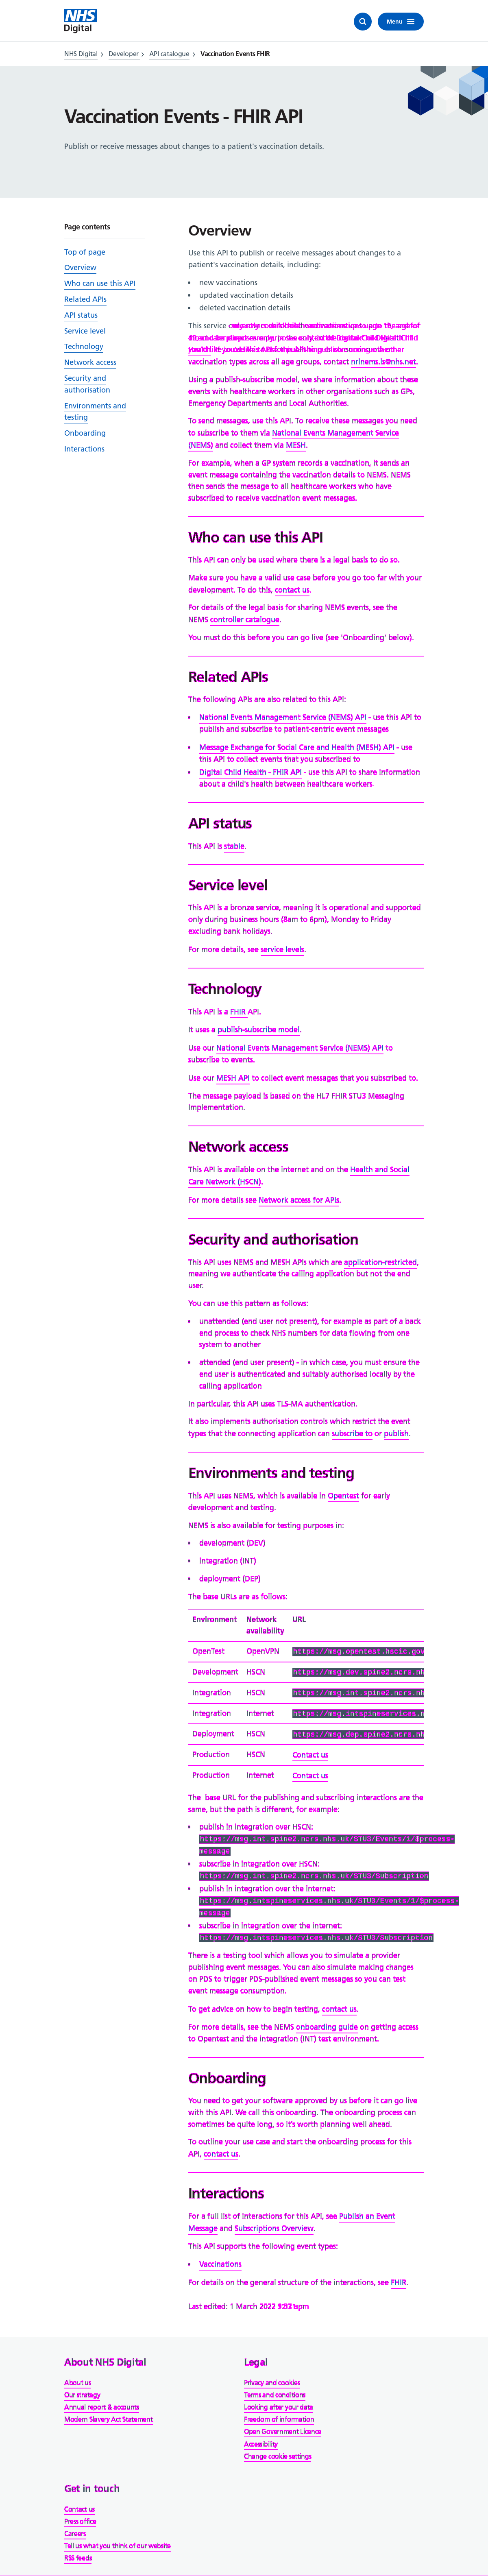 NHS
Digital
Menu
NHS Digital > Developer > API catalogue > Vaccination Events FHIR
Vaccination Events - FHIR API
Publish or receive messages about changes to a patient's vaccination details.
Page contents
Top of page
Overview
Who can use this API
Related APIs
API status
Service level
Technology
Network access
Security and
authorisation
Environments and
testing
Onboarding
Interactions
Overview
Use this API to publish or receive messages about changes to a
patient's vaccination details, including:
new vaccinations
updated vaccination details
deleted vaccination details
This service
vaccination types across all age groups, contact nrlnems.ls@nhs.net.
Using a publish-subscribe model, we share information about these
events with healthcare workers in other organisations such as GPs,
Emergency Departments and Local Authorities.
To send messages, use this API. To receive these messages you need
to subscribe to them via National Events Management Service
(NEMS) and collect them via MESH.
For example, when a GP system records a vaccination, it sends an
event message containing the vaccination details to NEMS. NEMS
then sends the message to all healthcare workers who have
subscribed to receive vaccination event messages.
Who can use this API
This API can only be used where there is a legal basis to do so.
Make sure you have a valid use case before you go too far with your
development. To do this, contact us.
For details of the legal basis for sharing NEMS events, see the
NEMS controller catalogue.
You must do this before you can go live (see 'Onboarding' below).
Related APIs
The following APIs are also related to this API:
National Events Management Service (NEMS) API - use this API to
publish and subscribe to patient-centric event messages
Message Exchange for Social Care and Health (MESH) API - use
this API to collect events that you subscribed to
Digital Child Health - FHIR API - use this API to share information
about a child's health between healthcare workers.
API status
This API is stable.
Service level
This API is a bronze service, meaning it is operational and supported
only during business hours (8am to 6pm), Monday to Friday
excluding bank holidays.
For more details, see service levels.
Technology
This API is a FHIR API.
It uses a publish-subscribe model.
Use our National Events Management Service (NEMS) API to
subscribe to events.
Use our MESH API to collect event messages that you subscribed to.
The message payload is based on the HL7 FHIR STU3 Messaging
Implementation.
Network access
This API is available on the internet and on the Health and Social
Care Network (HSCN).
For more details see Network access for APIs.
Security and authorisation
This API uses NEMS and MESH APIs which are application-restricted,
meaning we authenticate the calling application but not the end
user.
You can use this pattern as follows:
unattended (end user not present), for example as part of a back
end process to check NHS numbers for data flowing from one
system to another
attended (end user present) - in which case, you must ensure the
end user is authenticated and suitably authorised locally by the
calling application
In particular, this API uses TLS-MA authentication.
It also implements authorisation controls which restrict the event
types that the connecting application can subscribe to or publish.
Environments and testing
This API uses NEMS, which is available in Opentest for early
development and testing.
NEMS is also available for testing purposes in:
development (DEV)
integration (INT)
deployment (DEP)
The base URLs are as follows:
Environment Network URL
availability
OpenTest OpenVPN https://msg.opentest.hscic.gov
Development HSCN https://msg.dev.spine2.ncrs.nh
Integration HSCN https://msg.int.spine2.ncrs.nh
Integration Internet https://msg.intspineservices.n
Deployment HSCN https://msg.dep.spine2.ncrs.nh
Production HSCN Contact us
Production Internet Contact us
The base URL for the publishing and subscribing interactions are the
same, but the path is different, for example:
publish in integration over HSCN:
https://msg.int.spine2.ncrs.nhs.uk/STU3/Events/1/$process-
message
subscribe in integration over HSCN:
https://msg.int.spine2.ncrs.nhs.uk/STU3/Subscription
publish in integration over the internet:
https://msg.intspineservices.nhs.uk/STU3/Events/1/$process-
message
subscribe in integration over the internet:
https://msg.intspineservices.nhs.uk/STU3/Subscription
There is a testing tool which allows you to simulate a provider
publishing event messages. You can also simulate making changes
on PDS to trigger PDS-published event messages so you can test
event message consumption.
To get advice on how to begin testing, contact us.
For more details, see the NEMS onboarding guide on getting access
to Opentest and the integration (INT) test environment.
Onboarding
You need to get your software approved by us before it can go live
with this API. We call this onboarding. The onboarding process can
sometimes be quite long, so it's worth planning well ahead.
To outline your use case and start the onboarding process for this
API, contact us.
Interactions
For a full list of interactions for this API, see Publish an Event
Message and Subscriptions Overview.
This API supports the following event types:
Vaccinations
For details on the general structure of the interactions, see FHIR.
Last edited: 1 March 2022
About NHS Digital
About us
Our strategy
Annual report & accounts
Modern Slavery Act Statement
Legal
Privacy and cookies
Terms and conditions
Looking after your data
Freedom of information
Open Government Licence
Accessibility
Change cookie settings
Get in touch
Contact us
Press office
Careers
Tell us what you think of our website
RSS feeds